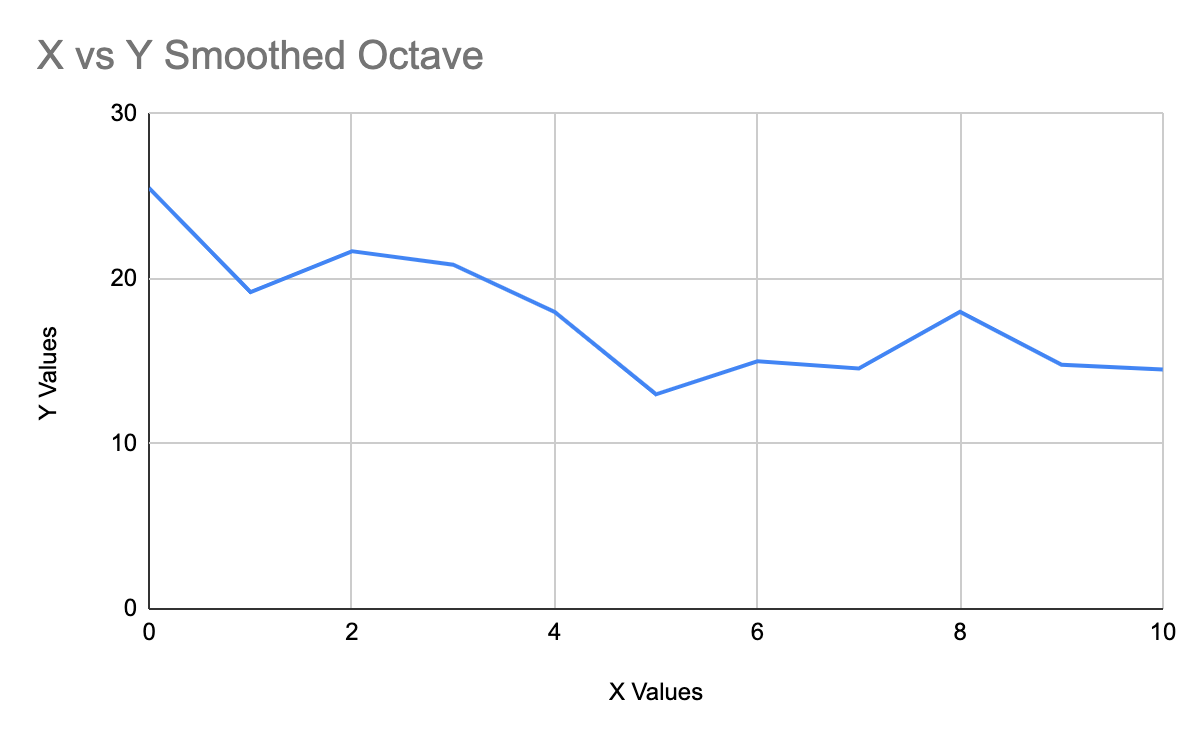 X vs Y Smoothed Octave
30
20
10
0
Y Values
0 2 4 6 8 10
X Values